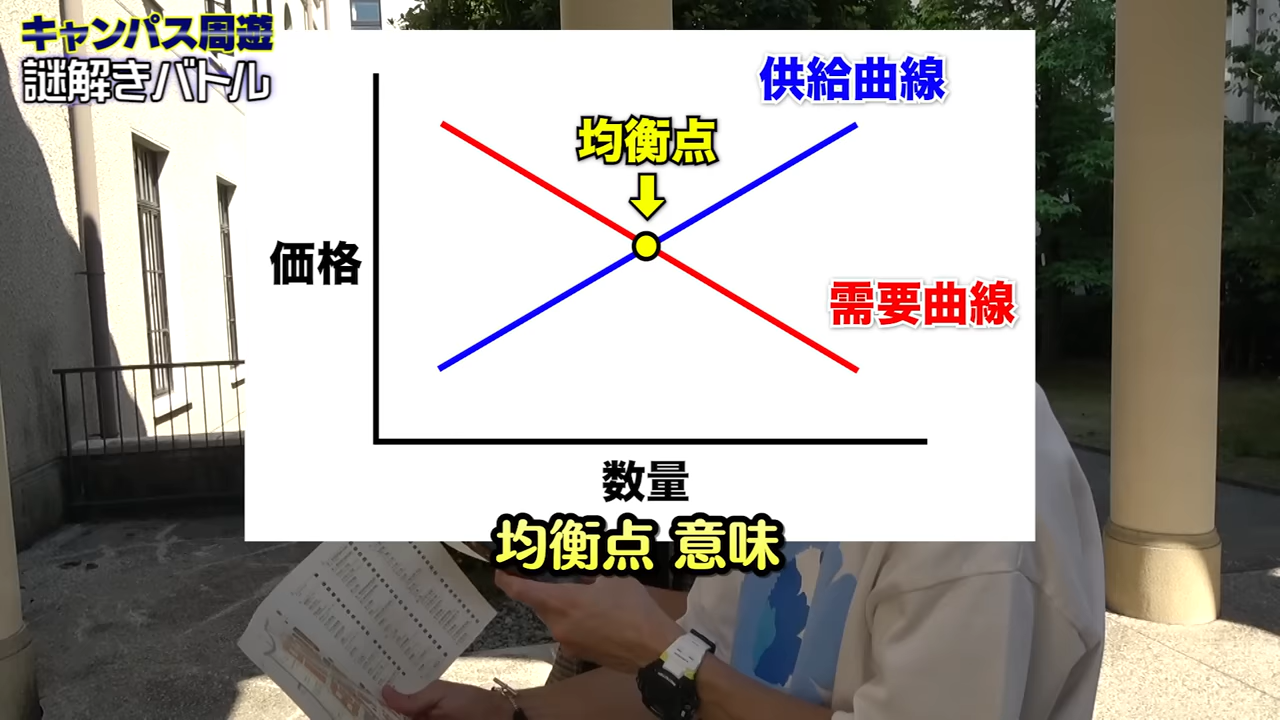 キャンパス周遊
謎解きバトル
供給曲線
均衡点
価格
需要曲線
数量
均衡点 意味